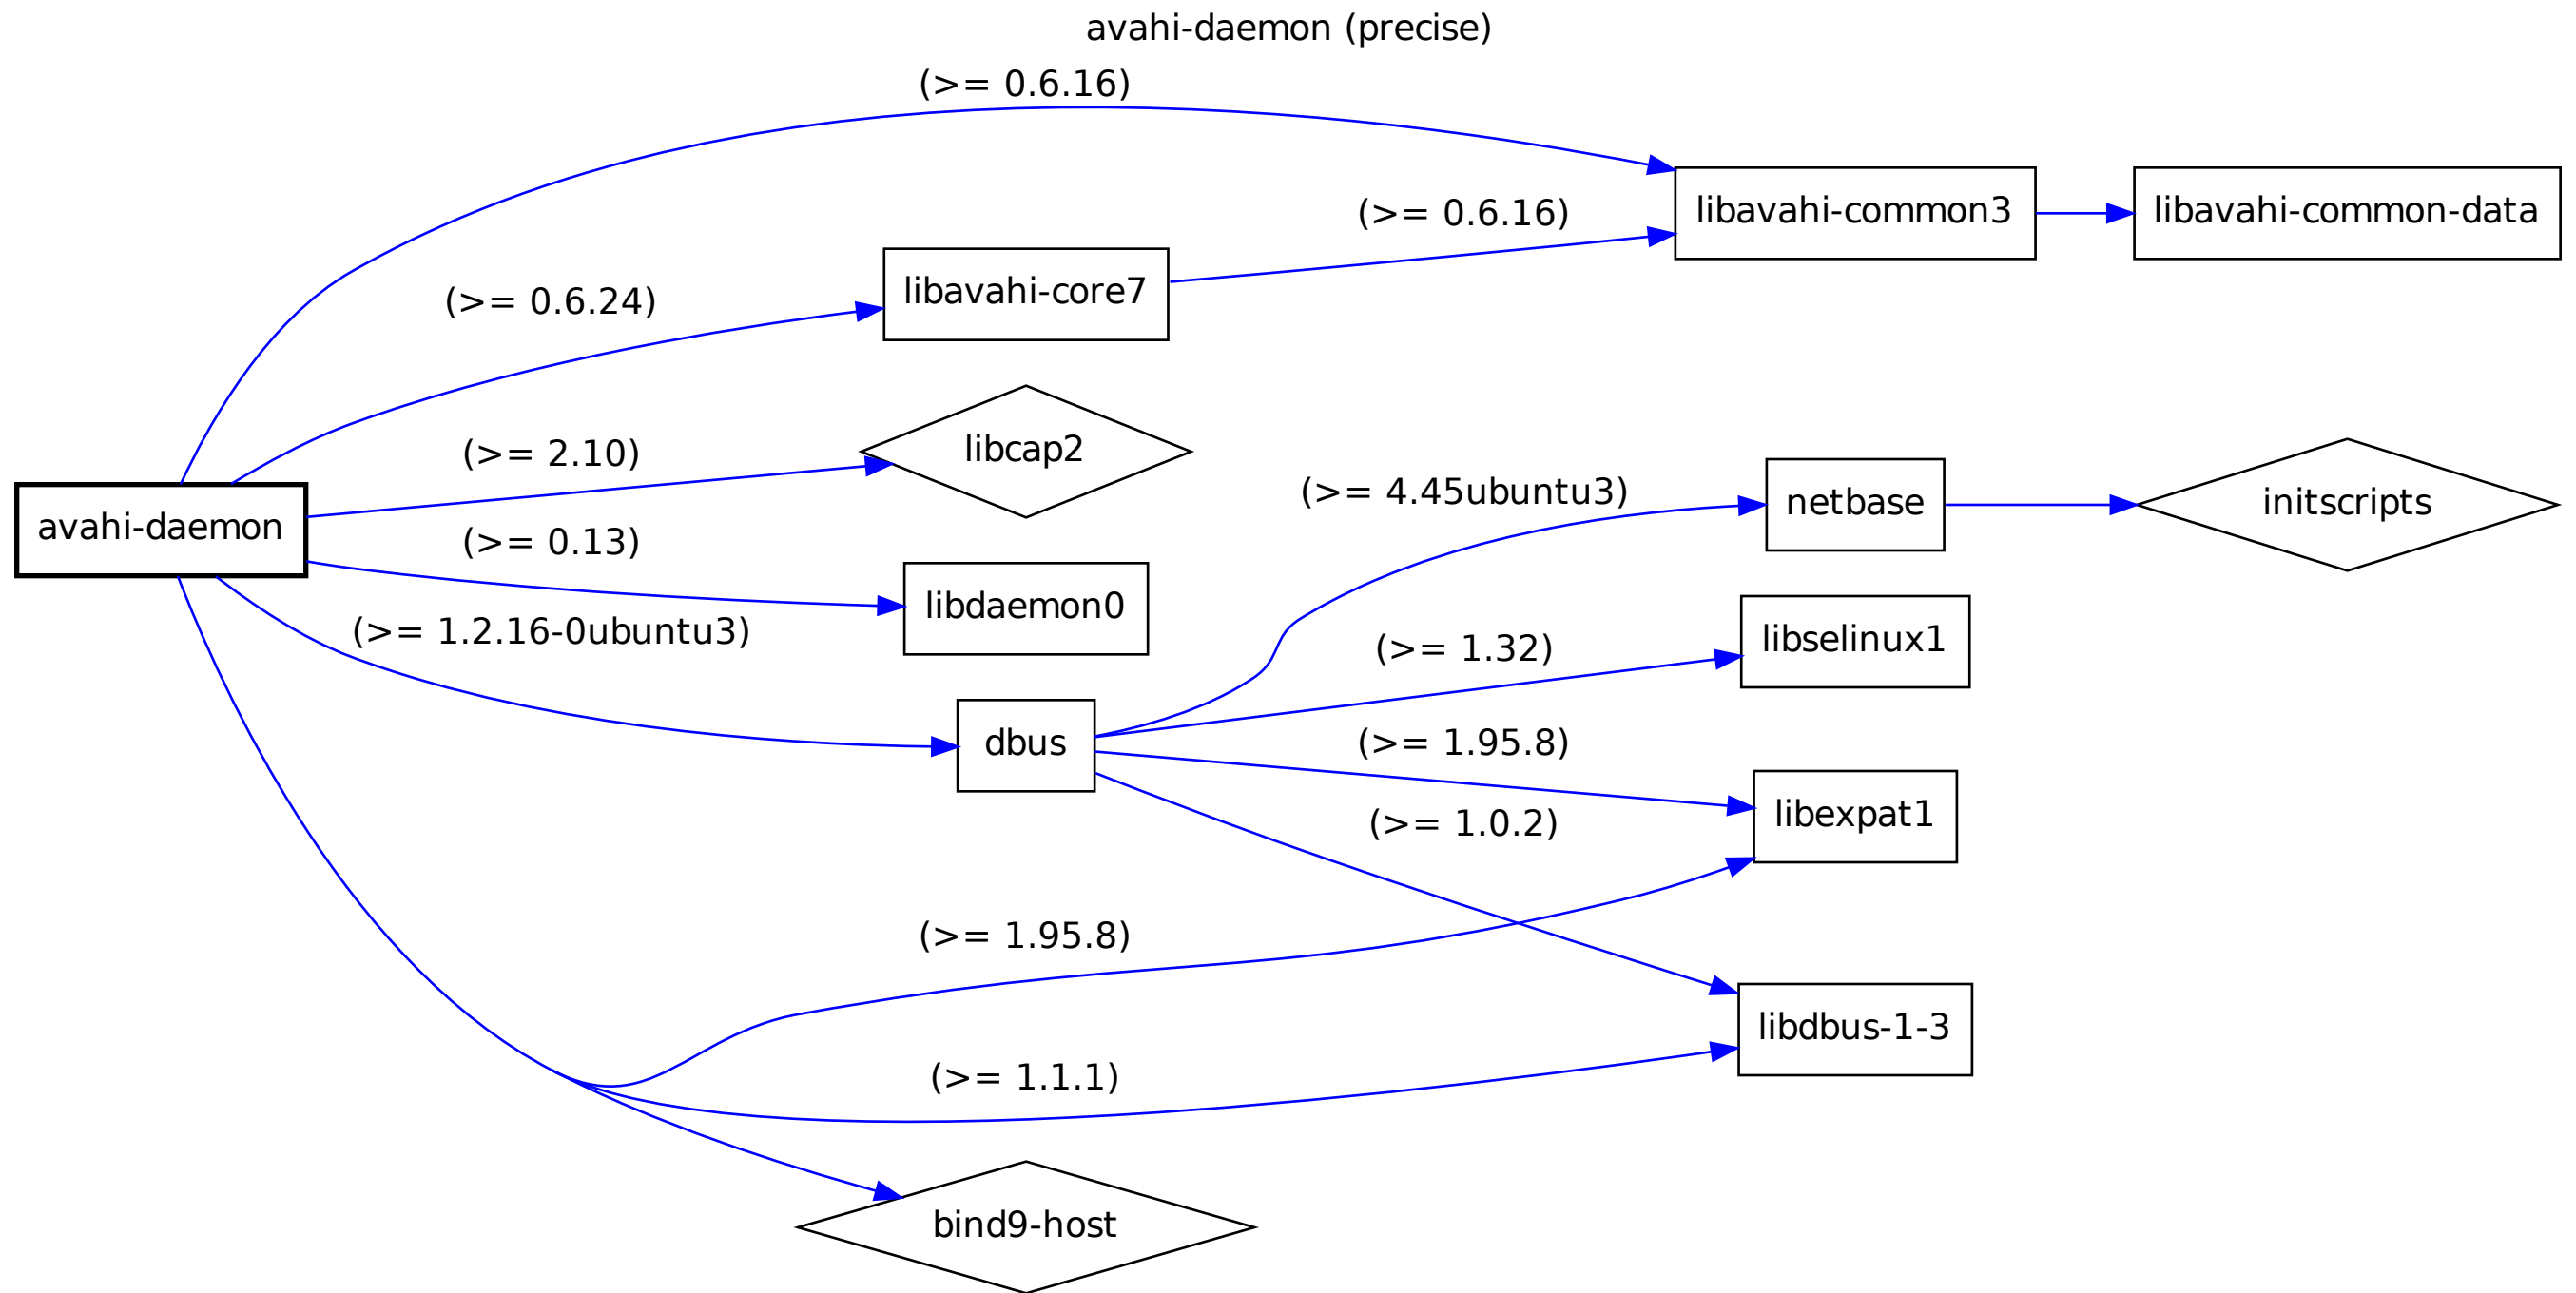 avahi-daemon (precise)
(>= 0.6.16)
libavahi-common3
libavahi-common-data
(>= 0.6.16)
libavahi-core7
(>= 0.6.24)
libcap2
(>= 2.10)
(>= 4.45ubuntu3)
netbase
initscripts
avahi-daemon
(>= 0.13)
libdaemon0
(>= 1.2.16-0ubuntu3)
(>= 1.32)
libselinux1
dbus
(>= 1.95.8)
libexpat1
(>= 1.0.2)
(>= 1.95.8)
libdbus-1-3
(>= 1.1.1)
bind9-host